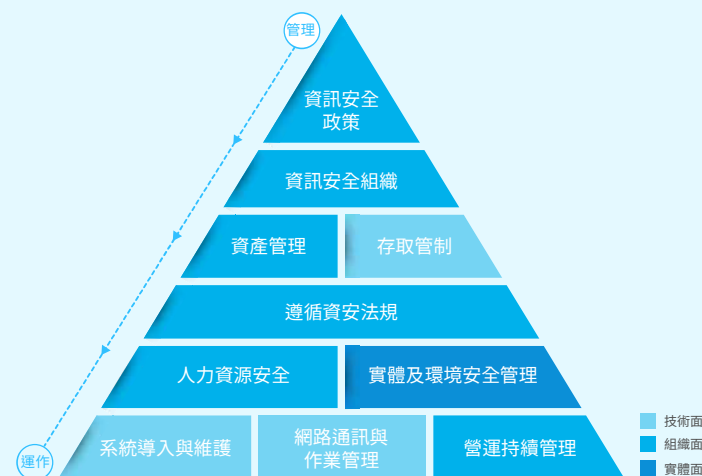 管理
資訊安全
政策
資訊安全組織
資產管理
存取管制
遵循資安法規
人力資源安全
實體及環境安全管理
系統導入與維護
網路通訊與
作業管理
營運持續管理
運作
技術面
組織面
實體面